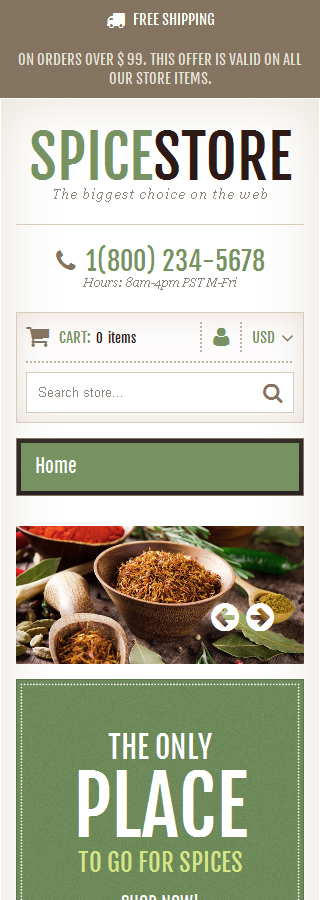 FREE SHIPPING
ON ORDERS OVER $ 99. THIS OFFER IS VALID ON ALL
OUR STORE ITEMS.
SPICESTORE
The biggest choice on the web
1(800) 234-5678
Hours: 8am-4pm PST M-Fri
CART: 0 items
USD
Search store...
Home
THE ONLY
PLACE
TO GO FOR SPICES
SHOP NOW!